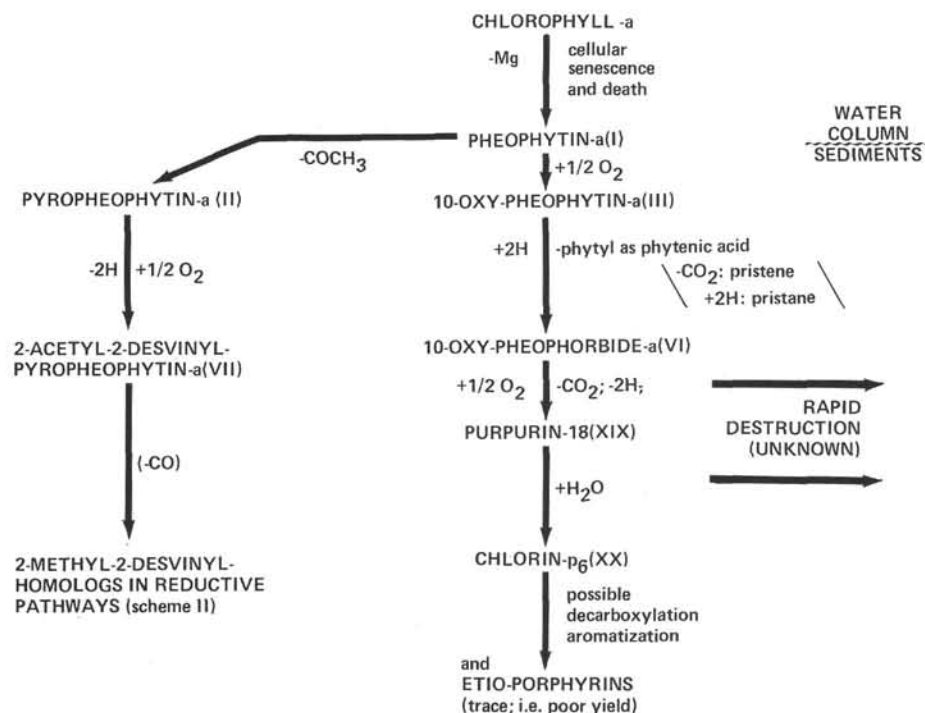 CHLOROPHYLL -a
-Mg
cellular
senescence
and death
WATER
COLUMN
SEDIMENTS
PHEOPHYTIN-a(I)
-COCH3
+1/2 O2
PYROPHEOPHYTIN-a (II)
10-OXY-PHEOPHYTIN-a(III)
-2H
+1/2 O2
+2H
-phytyl as phytenic acid
-CO2: pristene
+2H: pristane
2-ACETYL-2-DESVINYL-
PYROPHEOPHYTIN-a(VII)
10-OXY-PHEOPHORBIDE-a(VI)
+1/2 O2
-CO2; -2H;
RAPID
DESTRUCTION
(UNKNOWN)
PURPURIN-18(XIX)
(-CO)
+H2O
2-METHYL-2-DESVINYL-
HOMOLOGS IN REDUCTIVE
PATHWAYS (scheme II)
CHLORIN-p6(XX)
possible
decarboxylation
aromatization
and
ETIO-PORPHYRINS
(trace; i.e. poor yield)